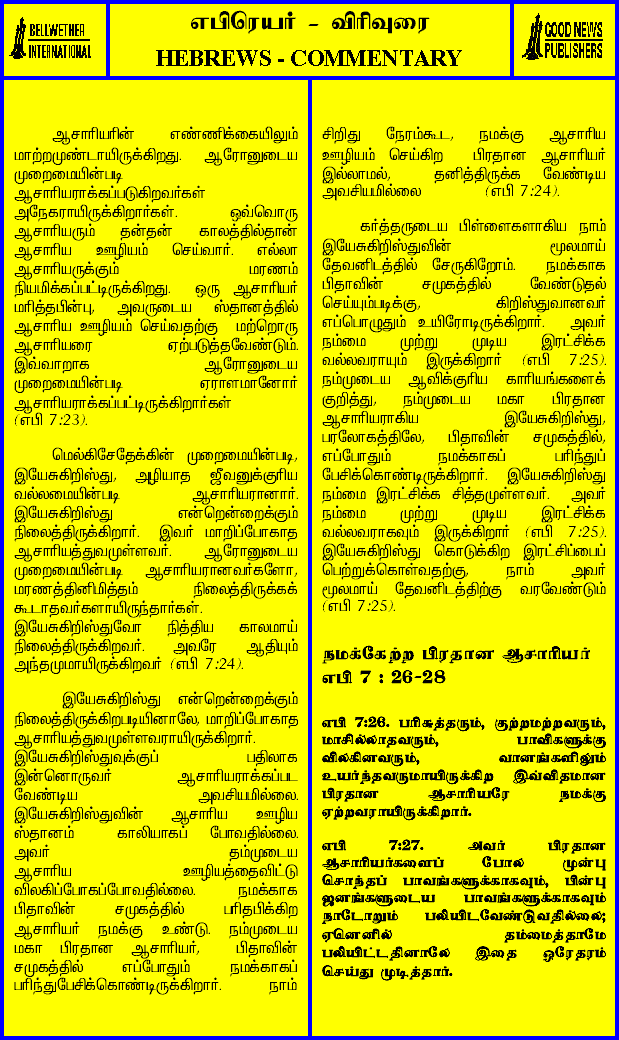 BELLWETHER
INTERNATIONAL
எபிரெயர் - விரிவுரை
HEBREWS - COMMENTARY
GOOD NEWS
PUBLISHERS
ஆசாரியரின் எண்ணிக்கையிலும்
மாற்றமுண்டாயிருக்கிறது. ஆரோனுடைய
முறைமையின்படி
ஆசாரியராக்கப்படுகிறவர்கள்
அநேகராயிருக்கிறார்கள். ஒவ்வொரு
ஆசாரியரும் தன்தன் காலத்தில்தான்
ஆசாரிய ஊழியம் செய்வார். எல்லா
ஆசாரியருக்கும் மரணம்
நியமிக்கப்பட்டிருக்கிறது. ஒரு ஆசாரியர்
மரித்தபின்பு, அவருடைய ஸ்தானத்தில்
ஆசாரிய ஊழியம் செய்வதற்கு மற்றொரு
ஆசாரியரை ஏற்படுத்தவேண்டும்.
இவ்வாறாக ஆரோனுடைய
முறைமையின்படி ஏராளமானோர்
ஆசாரியராக்கப்பட்டிருக்கிறார்கள்
(எபி 7:23).
மெல்கிசேதேக்கின் முறைமையின்படி,
இயேசுகிறிஸ்து, அழியாத ஜீவனுக்குரிய
வல்லமையின்படி ஆசாரியரானார்.
இயேசுகிறிஸ்து என்றென்றைக்கும்
நிலைத்திருக்கிறார். இவர் மாறிப்போகாத
ஆசாரியத்துவமுள்ளவர். ஆரோனுடைய
முறைமையின்படி ஆசாரியரானவர்களோ,
மரணத்தினிமித்தம் நிலைத்திருக்கக்
கூடாதவர்களாயிருந்தார்கள்.
இயேசுகிறிஸ்துவோ நித்திய காலமாய்
நிலைத்திருக்கிறவர். அவரே ஆதியும்
அந்தமுமாயிருக்கிறவர் (எபி 7:24).
இயேசுகிறிஸ்து என்றென்றைக்கும்
நிலைத்திருக்கிறபடியினாலே, மாறிப்போகாத
ஆசாரியத்துவமுள்ளவராயிருக்கிறார்.
இயேசுகிறிஸ்துவுக்குப் பதிலாக
இன்னொருவர் ஆசாரியராக்கப்பட
வேண்டிய அவசியமில்லை.
இயேசுகிறிஸ்துவின் ஆசாரிய ஊழிய
ஸ்தானம் காலியாகப் போவதில்லை.
அவர் தம்முடைய
ஆசாரிய ஊழியத்தைவிட்டு
விலகிப்போகப்போவதில்லை. நமக்காக
பிதாவின் சமுகத்தில் பரிதபிக்கிற
ஆசாரியர் நமக்கு உண்டு. நம்முடைய
மகா பிரதான ஆசாரியர், பிதாவின்
சமுகத்தில் எப்போதும் நமக்காகப்
பரிந்துபேசிக்கொண்டிருக்கிறார். நாம்
சிறிது நேரம்கூட, நமக்கு ஆசாரிய
ஊழியம் செய்கிற பிரதான ஆசாரியர்
இல்லாமல், தனித்திருக்க வேண்டிய
அவசியமில்லை (எபி 7:24).
கர்த்தருடைய பிள்ளைகளாகிய நாம்
இயேசுகிறிஸ்துவின் மூலமாய்
தேவனிடத்தில் சேருகிறோம். நமக்காக
பிதாவின் சமுகத்தில் வேண்டுதல்
செய்யும்படிக்கு, கிறிஸ்துவானவர்
எப்பொழுதும் உயிரோடிருக்கிறார். அவர்
நம்மை முற்று முடிய இரட்சிக்க
வல்லவராயும் இருக்கிறார் (எபி 7:25).
நம்முடைய ஆவிக்குரிய காரியங்களைக்
குறித்து, நம்முடைய மகா பிரதான
ஆசாரியராகிய இயேசுகிறிஸ்து,
பரலோகத்திலே, பிதாவின் சமுகத்தில்,
எப்போதும் நமக்காகப் பரிந்துப்
பேசிக்கொண்டிருக்கிறார். இயேசுகிறிஸ்து
நம்மை இரட்சிக்க சித்தமுள்ளவர். அவர்
நம்மை முற்று முடிய இரட்சிக்க
வல்லவராகவும் இருக்கிறார் (எபி 7:25).
இயேசுகிறிஸ்து கொடுக்கிற இரட்சிப்பைப்
பெற்றுக்கொள்வதற்கு, நாம் அவர்
மூலமாய் தேவனிடத்திற்கு வரவேண்டும்
(எபி 7:25).
நமக்கேற்ற பிரதான ஆசாரியர்
எபி 7 : 26-28
எபி 7:26. பரிசுத்தரும், குற்றமற்றவரும்,
மாசில்லாதவரும், பாவிகளுக்கு
விலகினவரும், வானங்களிலும்
உயர்ந்தவருமாயிருக்கிற இவ்விதமான
பிரதான ஆசாரியரே நமக்கு
ஏற்றவராயிருக்கிறார்.
எபி 7:27. அவர் பிரதான
ஆசாரியர்களைப் போல முன்பு
சொந்தப் பாவங்களுக்காகவும், பின்பு
ஜனங்களுடைய பாவங்களுக்காகவும்
நாடோறும் பலியிடவேண்டுவதில்லை;
ஏனெனில் தம்மைத்தாமே
பலியிட்டதினாலே இதை ஒரேதரம்
செய்து முடித்தார்.